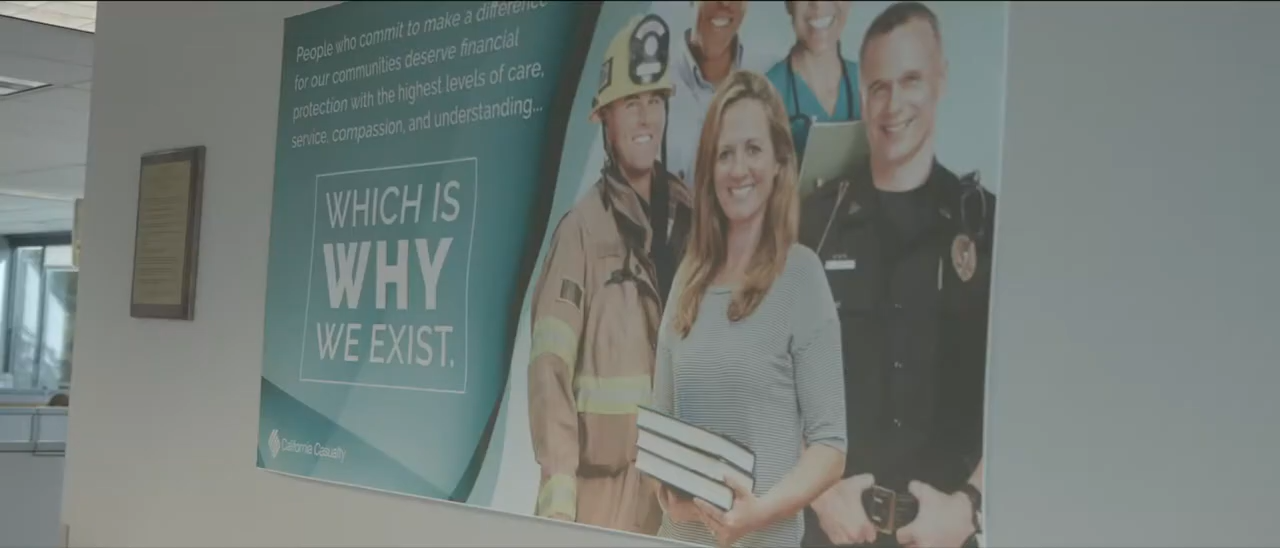 People who commit to make a difference
for our communities deserve financial
protection with the highest levels of care,
service, compassion, and understanding...
WHICH IS
WHY
WE EXIST.
California Casualty